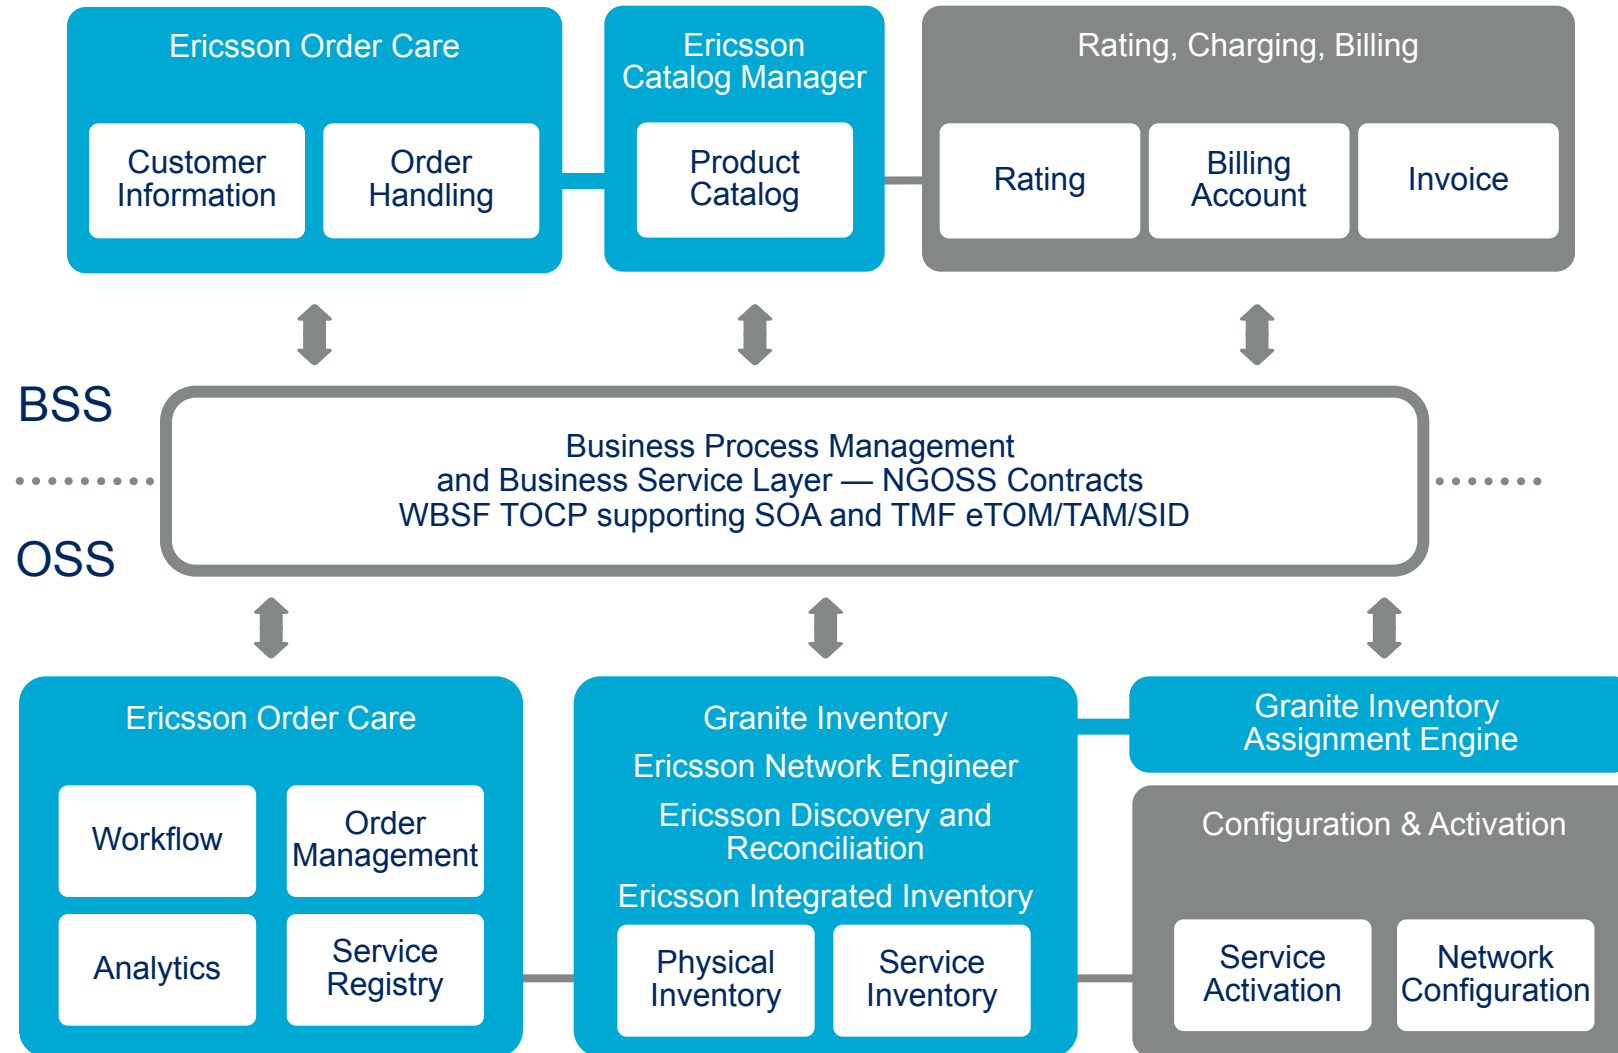 Ericsson Order Care
Customer
Information
Order
Handling
Ericsson
Catalog Manager
Product
Catalog
Rating, Charging, Billing
Rating
Billing
Account
Invoice
BSS
Business Process Management
and Business Service Layer — NGOSS Contracts
WBSF TOCP supporting SOA and TMF eTOM/TAM/SID
OSS
Ericsson Order Care
Workflow
Order
Management
Analytics
Service
Registry
Granite Inventory
Ericsson Network Engineer
Ericsson Discovery and
Reconciliation
Ericsson Integrated Inventory
Physical
Inventory
Service
Inventory
Granite Inventory
Assignment Engine
Configuration & Activation
Service
Activation
Network
Configuration